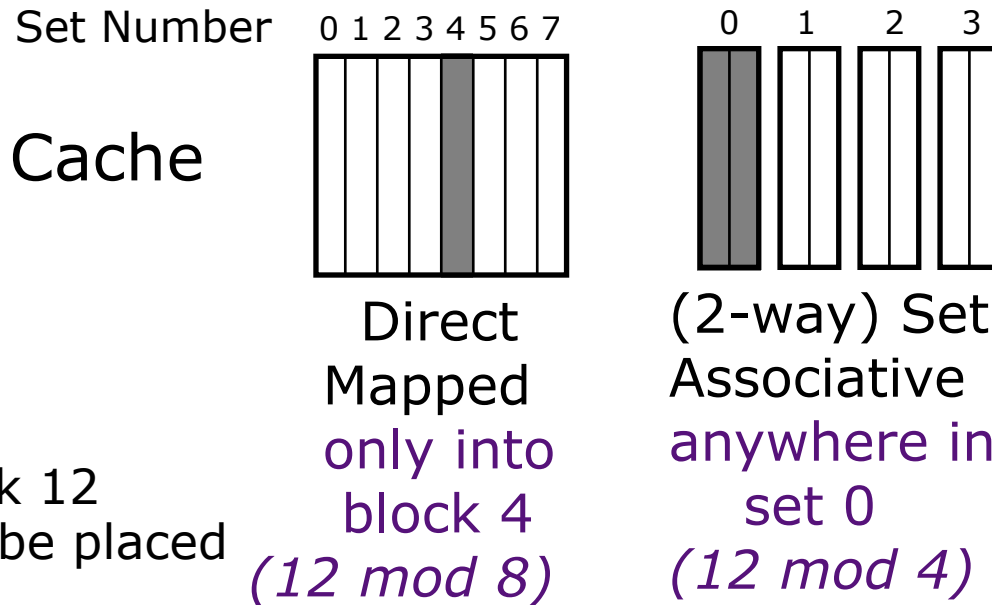 Set Number 0 1 2 3 4 5 6 7 0 1 2 3
Cache
Direct
Mapped
only into
block 4
(12 mod 8)
(2-way) Set
Associative
anywhere in
set 0
(12 mod 4)
k 12
be placed